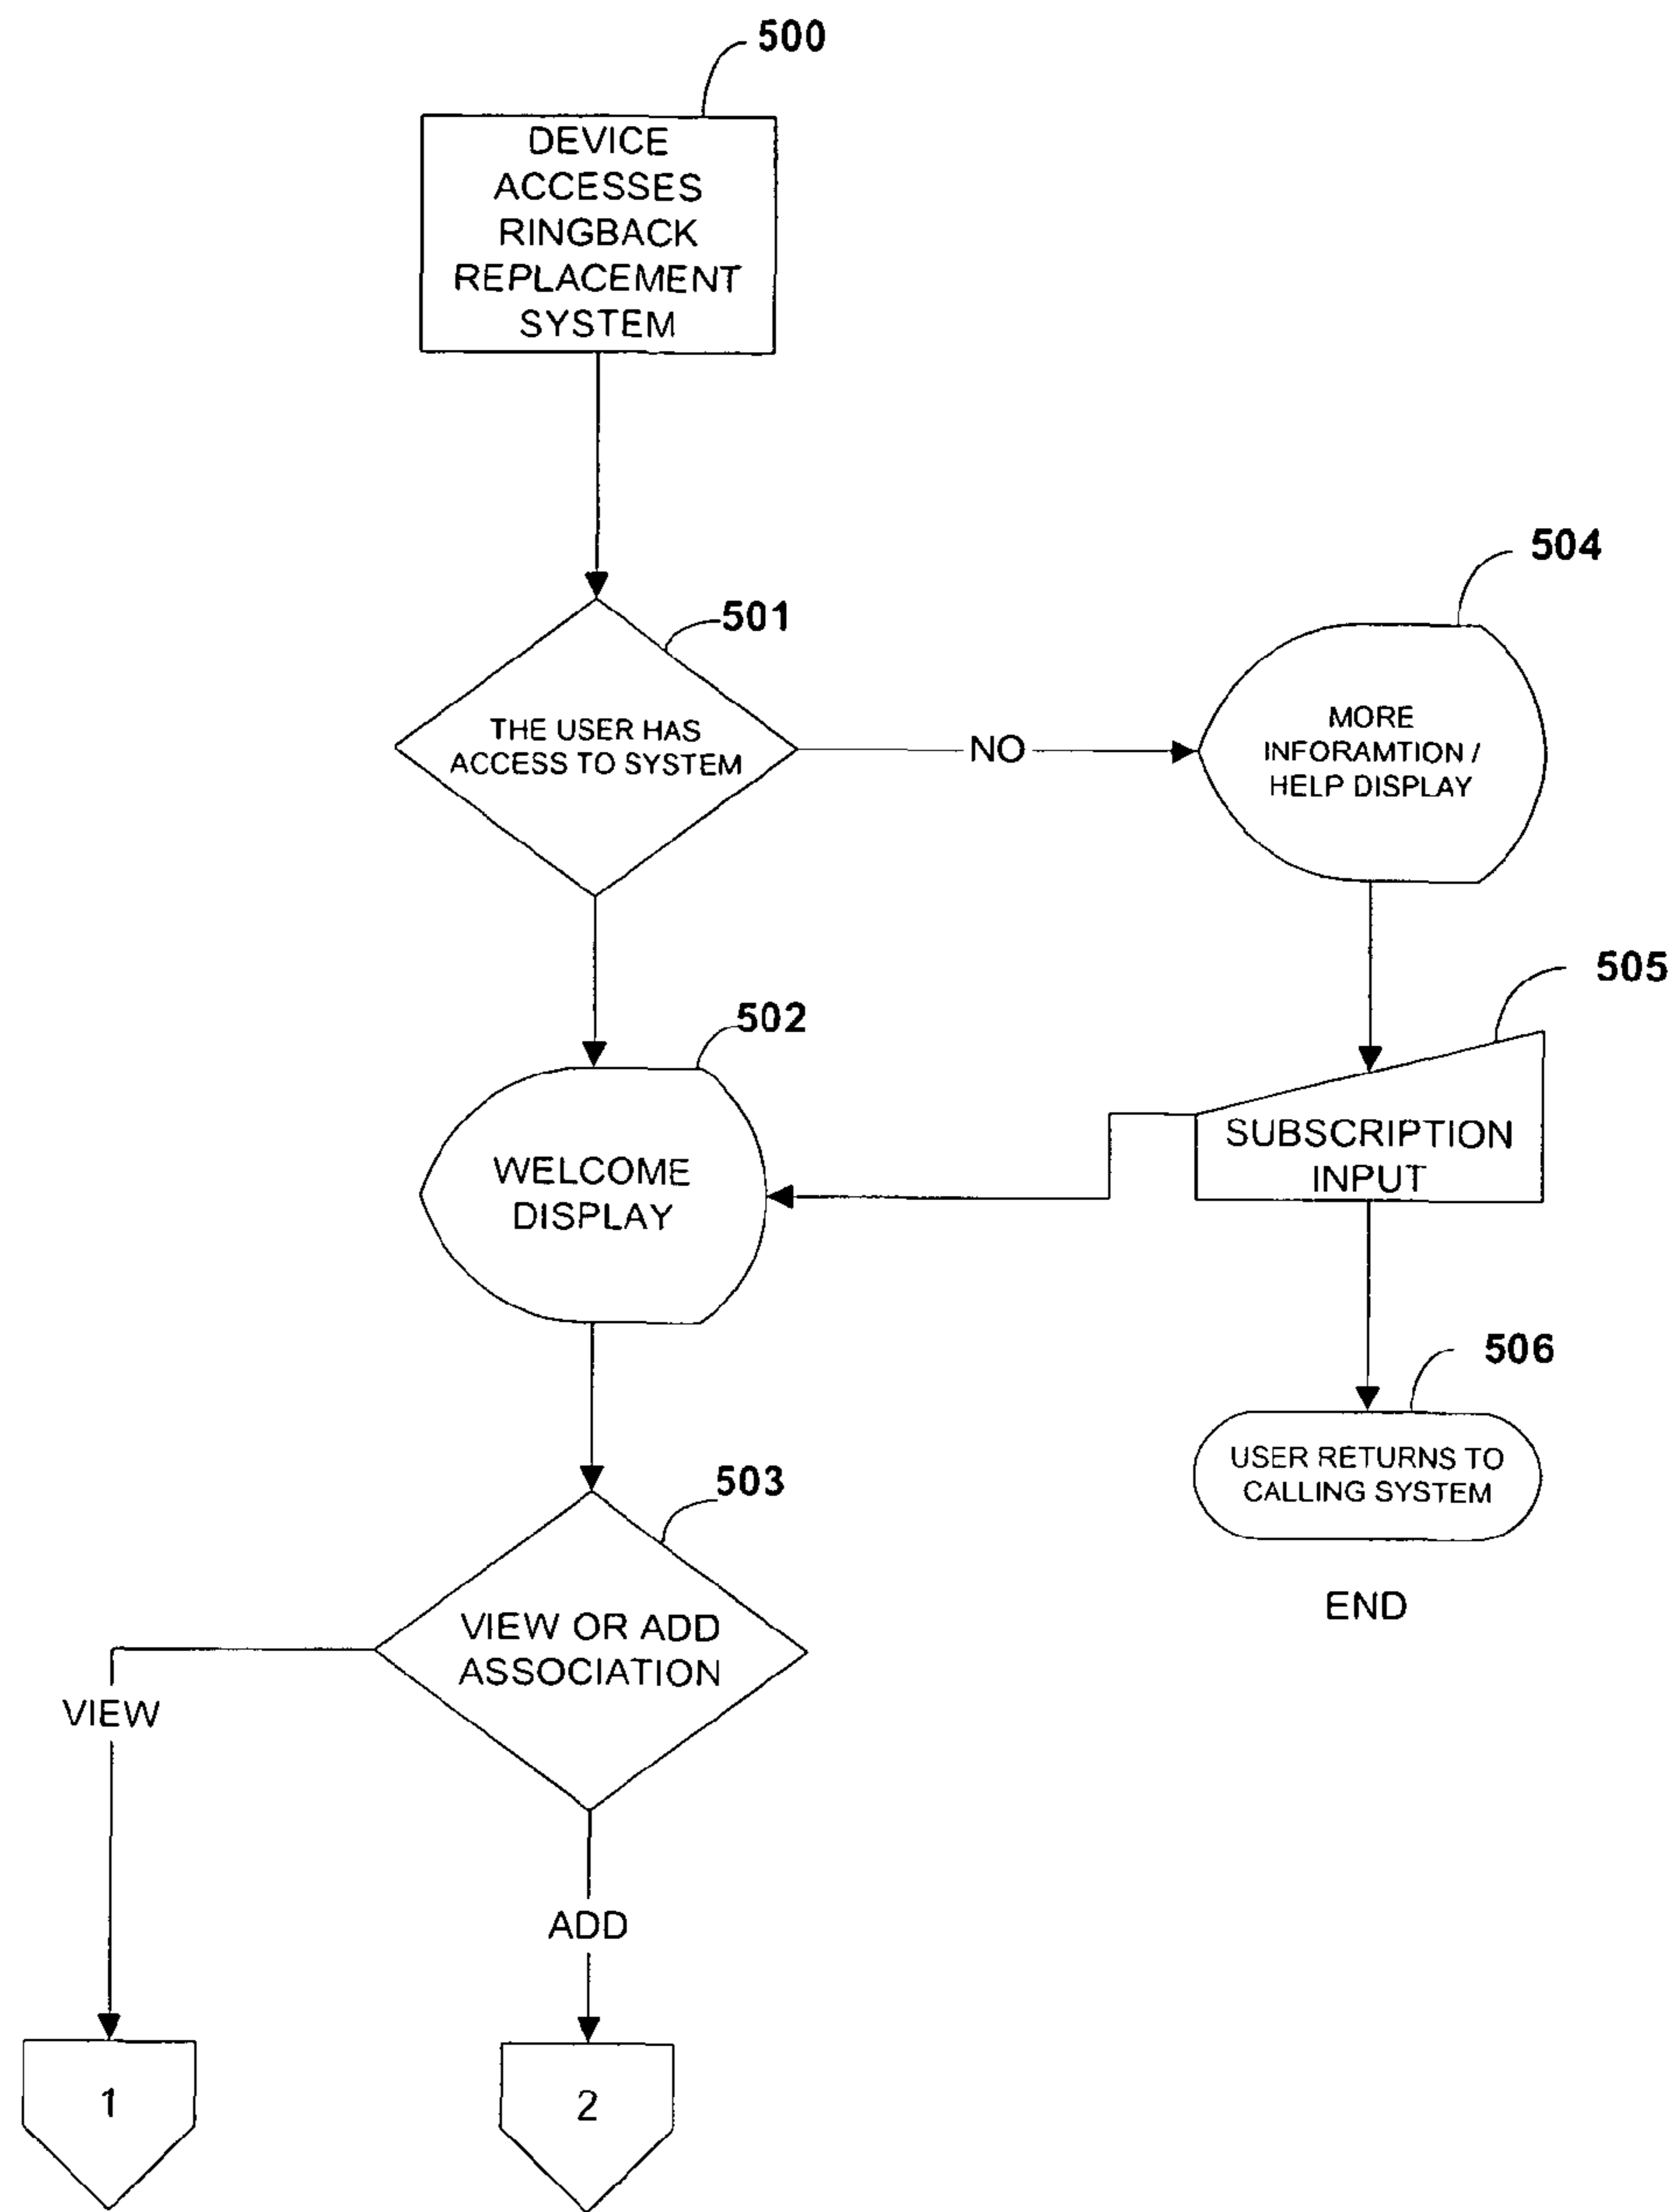 500
DEVICE
ACCESSES
RINGBACK
REPLACEMENT
SYSTEM
501
THE USER HAS
ACCESS TO SYSTEM
NO
504
MORE
INFORAMTION /
HELP DISPLAY
502
WELCOME
DISPLAY
505
SUBSCRIPTION
INPUT
506
USER RETURNS TO
CALLING SYSTEM
END
503
VIEW OR ADD
ASSOCIATION
VIEW
ADD
1
2